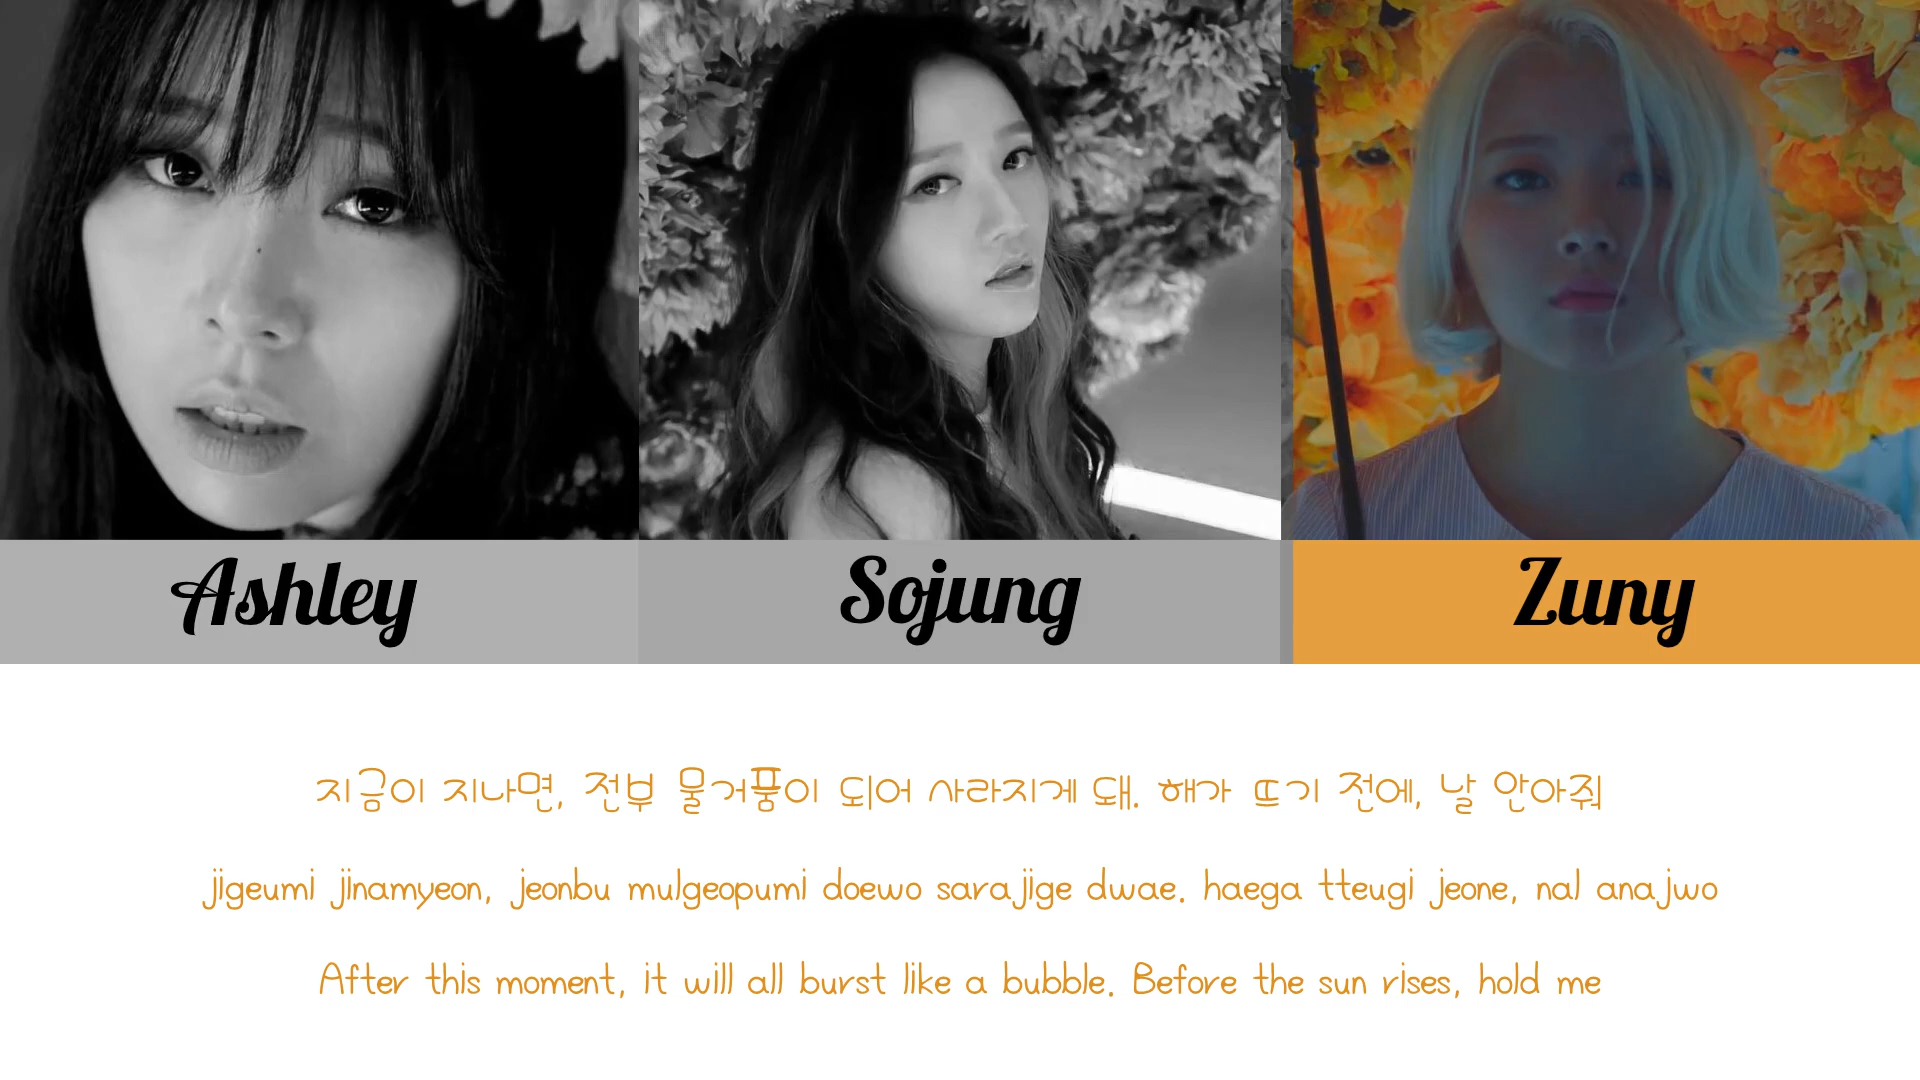 Ashley
Sojung
Zuny
지금이 지나면, 전부 물거품이 되어 사라지게 돼. 해가 뜨기 전에, 날 안아줘
jigeumi jinamyeon, jeonbu mulgeopumi doewo sarajige dwae. haega tteugi jeone, nal anajwo
After this moment, it will all burst like a bubble. Before the sun rises, hold me